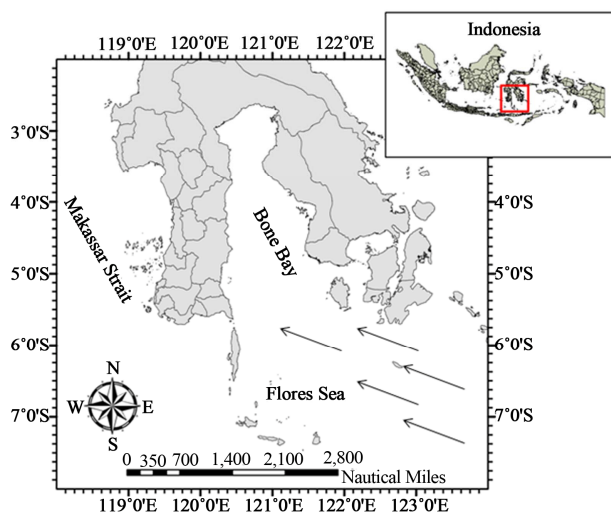 Indonesia
119°0'E 120°0'E 121°0'E 122°0'E
3°0'S
4°0'S 4°0'S
5°0'S 5°0'S
6°0'S 6°0'S
7°0'S 7°0'S
Makassar Strait
Bone Bay
Flores Sea
N
W E
S
0 350 700 1,400 2,100 2,800
Nautical Miles
119°0'E 120°0'E 121°0'E 122°0'E 123°0'E